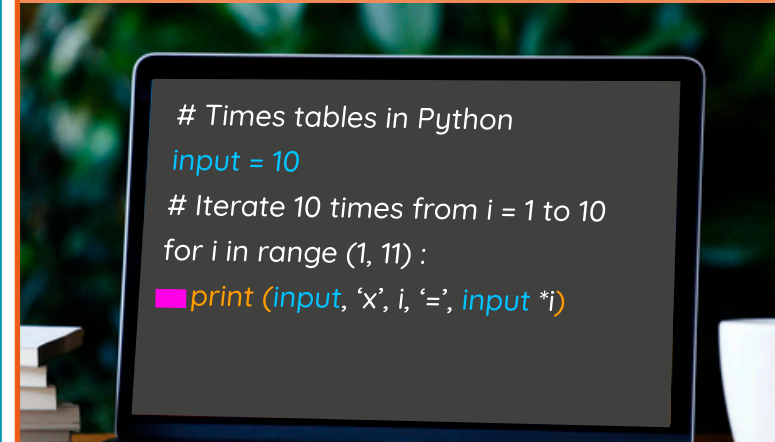 # Times tables in Python
input = 10
# Iterate 10 times from i = 1 to 10
for i in range (1, 11) :
print (input, ‘x’, i, ‘=’, input *i)